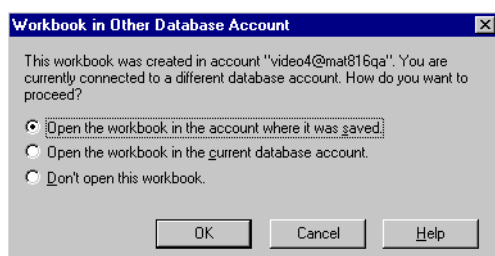 Workbook in Other Database Account
This workbook was created in account "video4@mat816qa". You are
currently connected to a different database account. How do you want to
proceed?
Open the workbook in the account where it was saved.
Open the workbook in the current database account.
Don't open this workbook.
OK Cancel Help